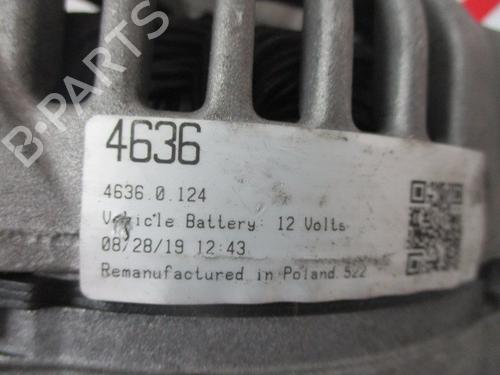 B-PARTS
4636
4636.0.124
Vehicle Battery: 12 Volts
08/28/19 12:43
Remanufactured in Poland 522